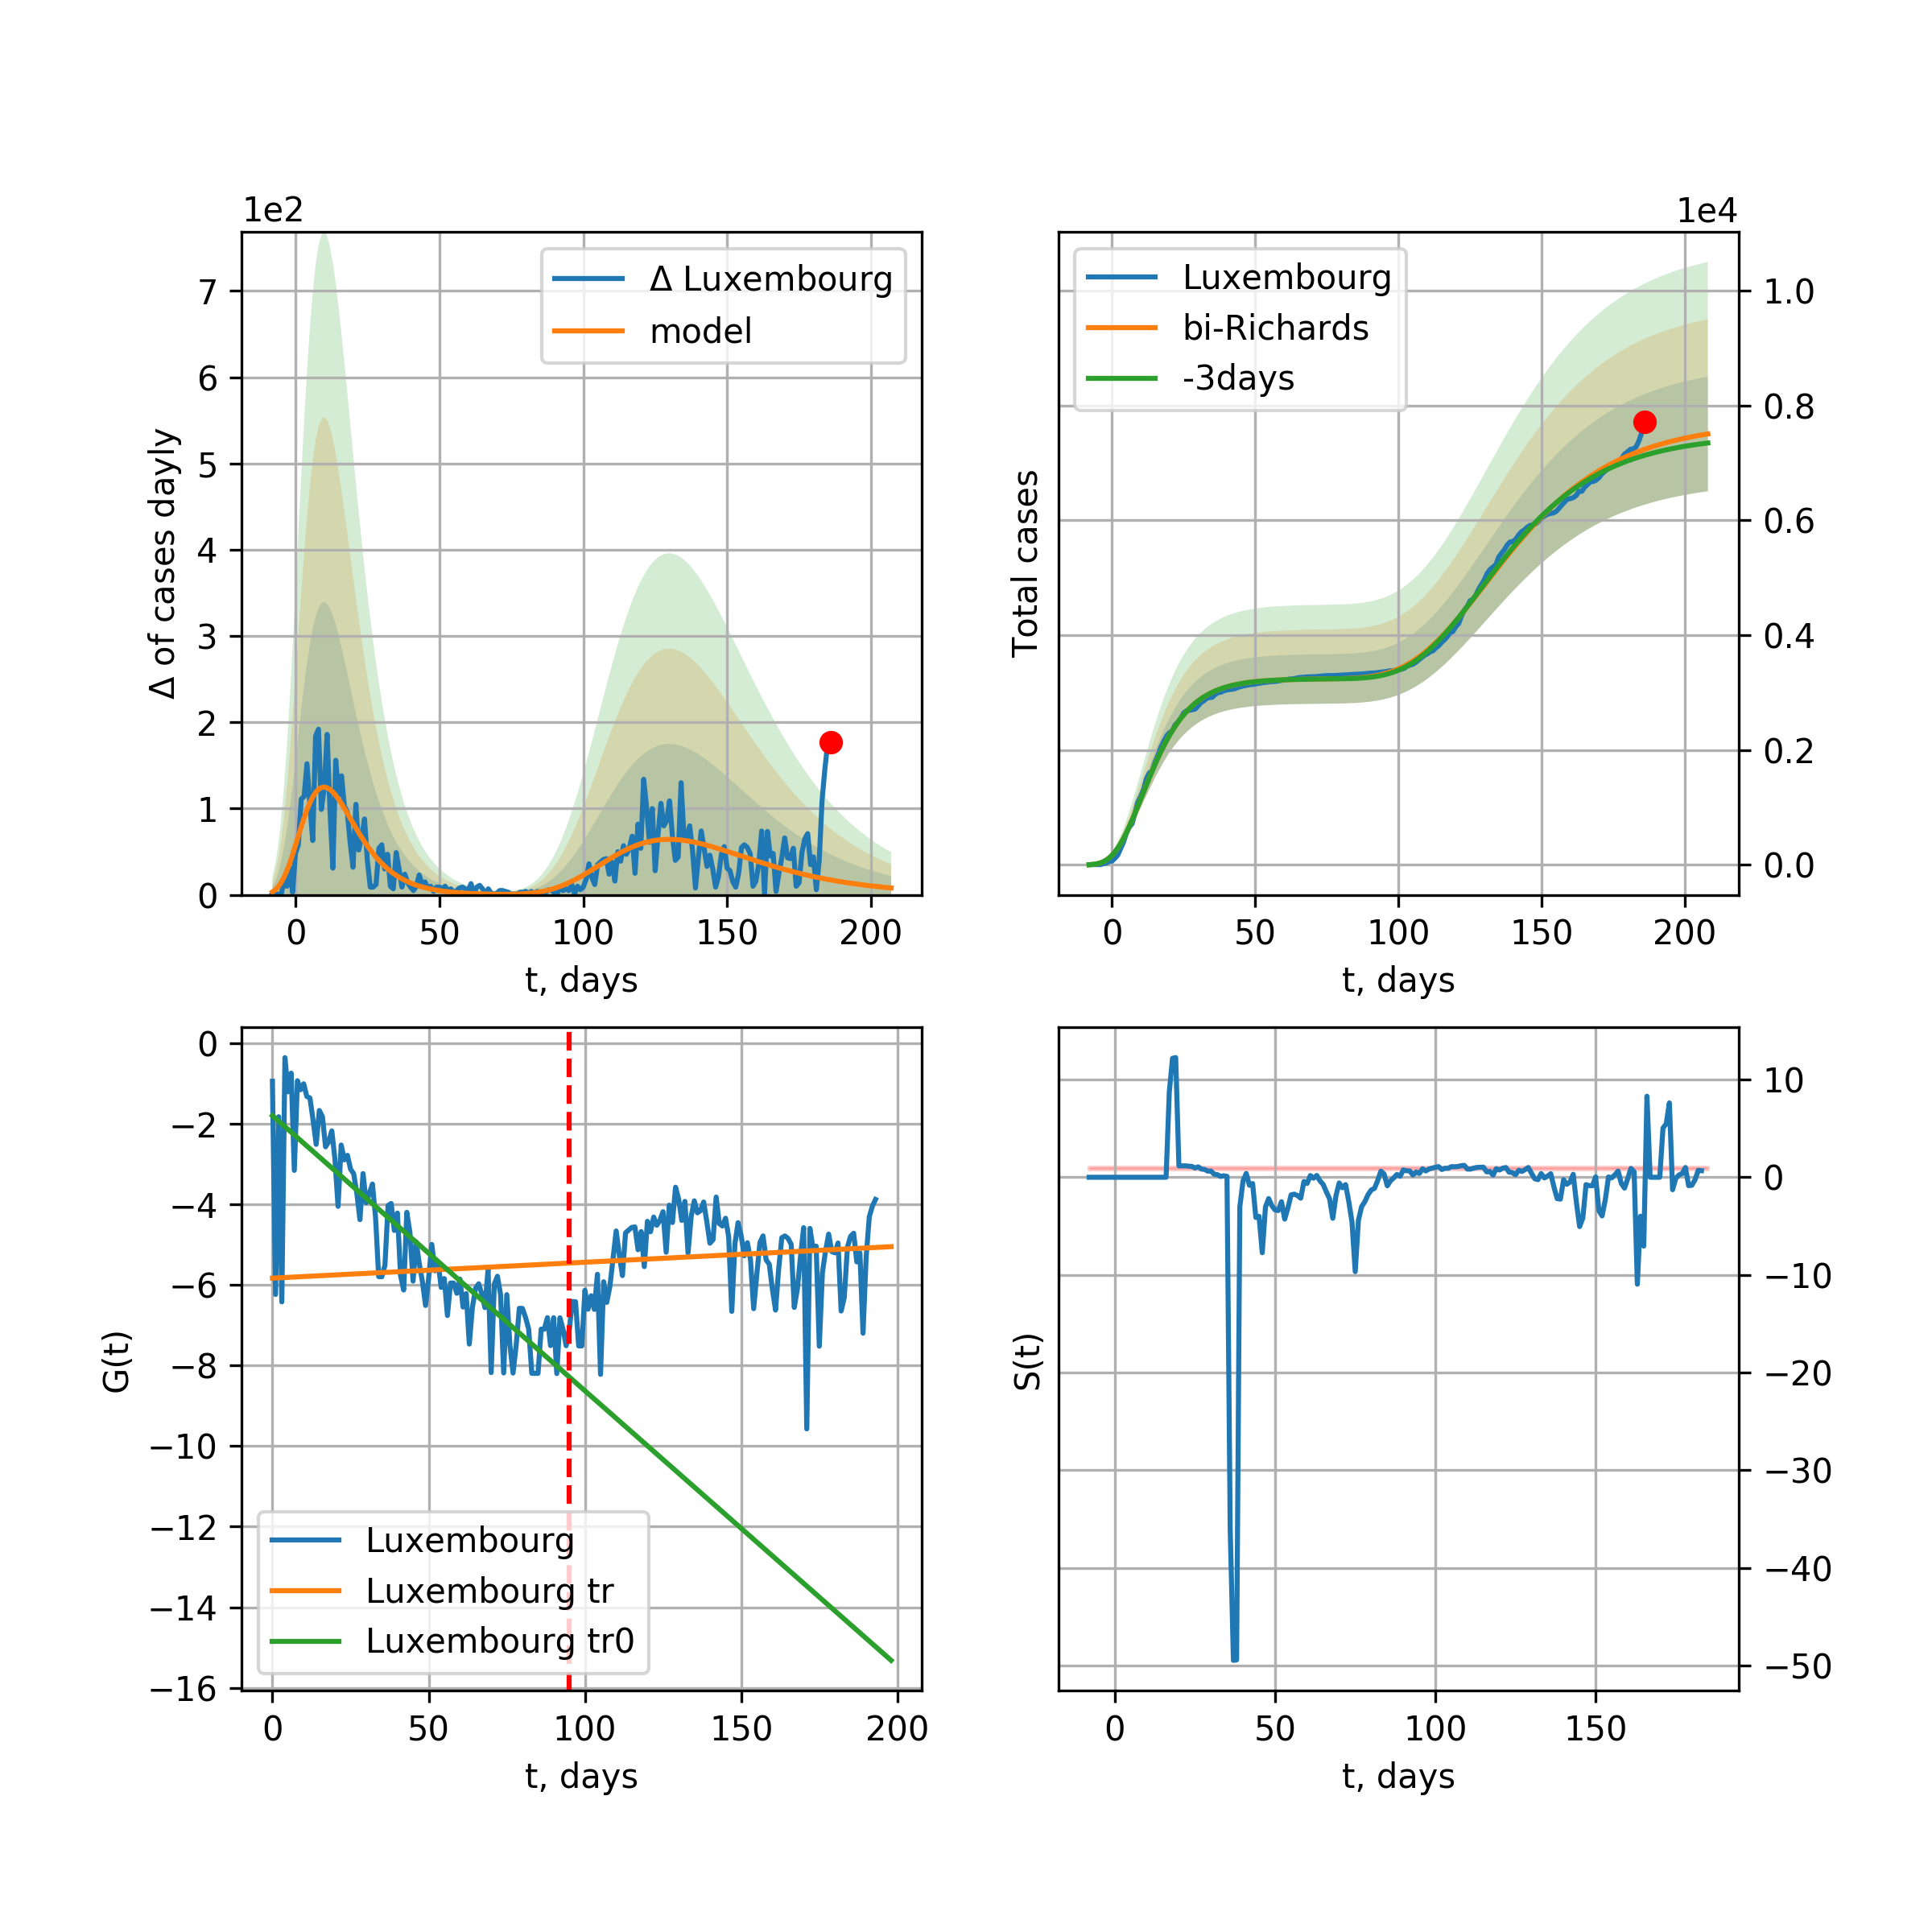 1e2
7
6
5
4
3
2
1
0
Δ of cases dayly
Δ Luxembourg
model
0 50 100 150 200
t, days
1e4
1.0
0.8
0.6
0.4
0.2
0.0
Total cases
Luxembourg
bi-Richards
-3days
0 50 100 150 200
t, days
0
−2
−4
−6
−8
−10
−12
−14
−16
G(t)
Luxembourg
Luxembourg tr
Luxembourg tr0
0 50 100 150 200
t, days
10
0
−10
−20
−30
−40
−50
S(t)
0 50 100 150
t, days